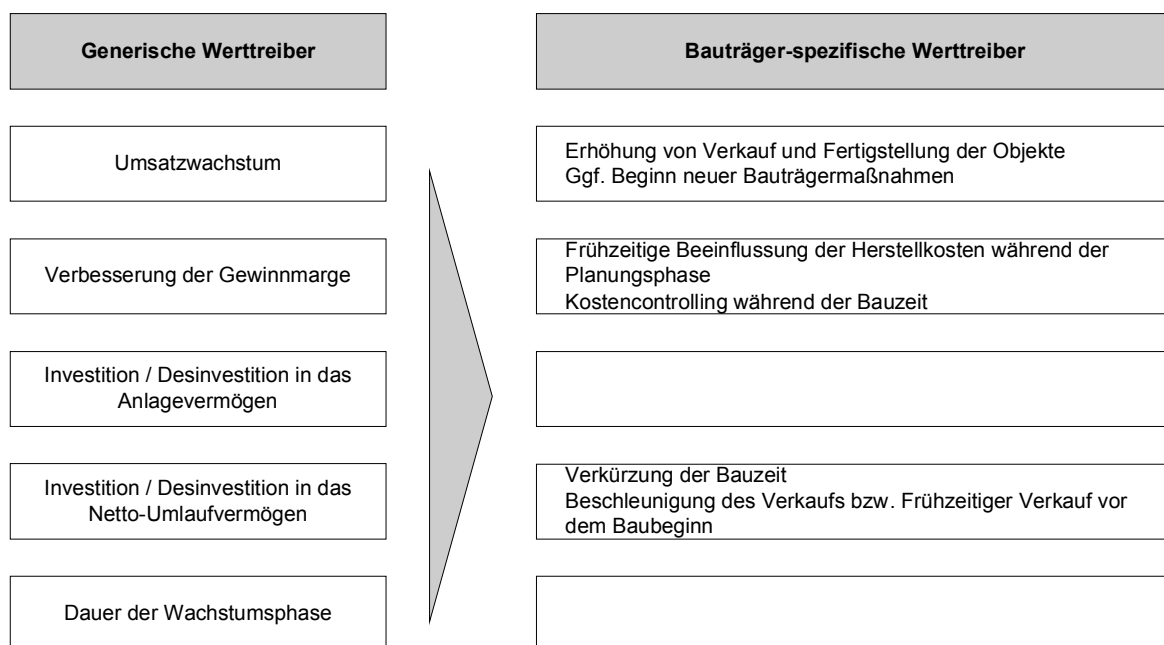 Generische Werttreiber
Bauträger-spezifische Werttreiber
Umsatzwachstum
Erhöhung von Verkauf und Fertigstellung der Objekte
Ggf. Beginn neuer Bauträgermaßnahmen
Verbesserung der Gewinnmarge
Frühzeitige Beeinflussung der Herstellkosten während der
Planungsphase
Kostencontrolling während der Bauzeit
Investition / Desinvestition in das
Anlagevermögen
Investition / Desinvestition in das
Netto-Umlaufvermögen
Verkürzung der Bauzeit
Beschleunigung des Verkaufs bzw. Frühzeitiger Verkauf vor
dem Baubeginn
Dauer der Wachstumsphase